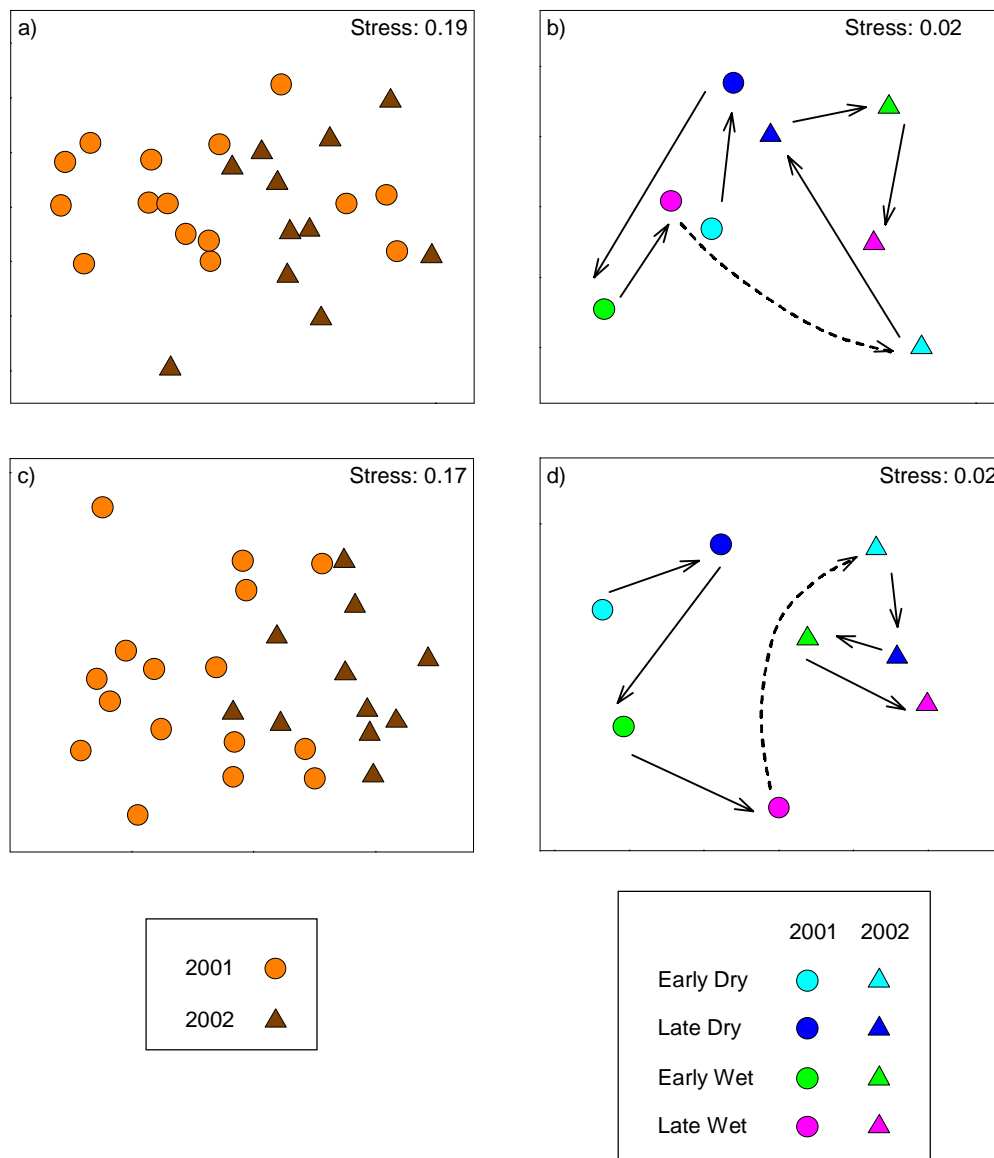 a) Stress: 0.19
b) Stress: 0.02
c) Stress: 0.17
d) Stress: 0.02
2001
2002
2001 2002
Early Dry
Late Dry
Early Wet
Late Wet